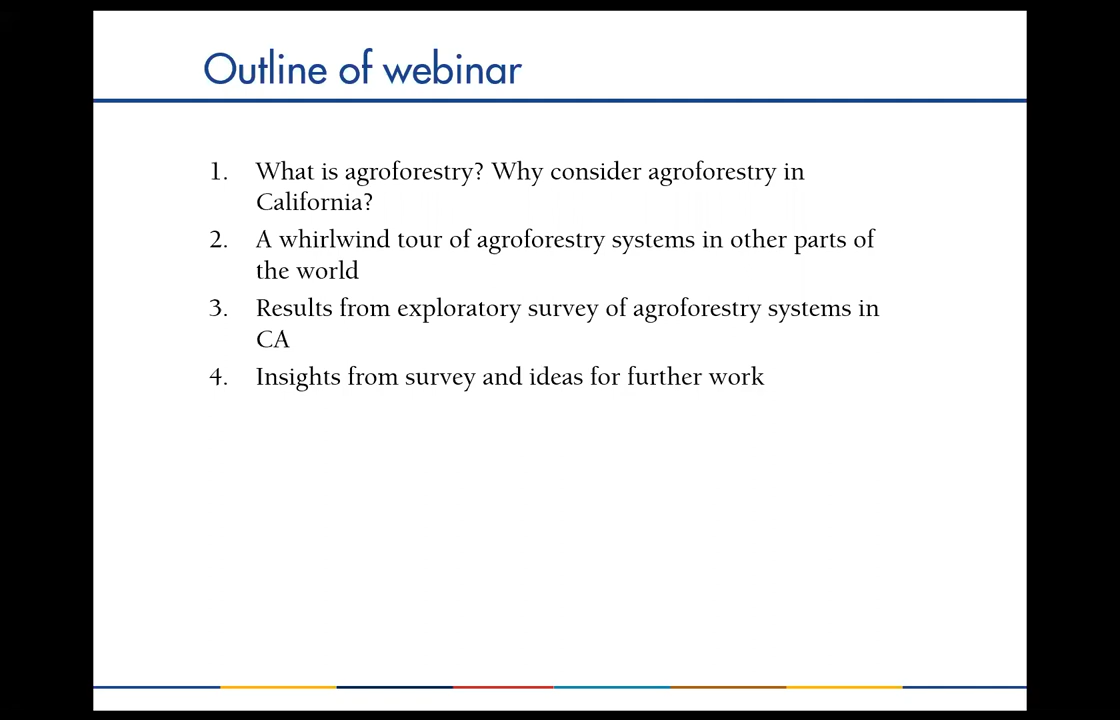 Outline of webinar
1. What is agroforestry? Why consider agroforestry in
California?
2. A whirlwind tour of agroforestry systems in other parts of
the world
3. Results from exploratory survey of agroforestry systems in
CA
4. Insights from survey and ideas for further work